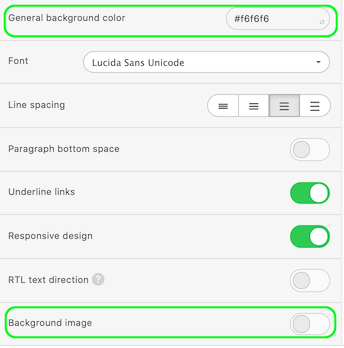 General background color #f6f6f6
Font Lucida Sans Unicode
Line spacing
Paragraph bottom space
Underline links
Responsive design
RTL text direction ?
Background image